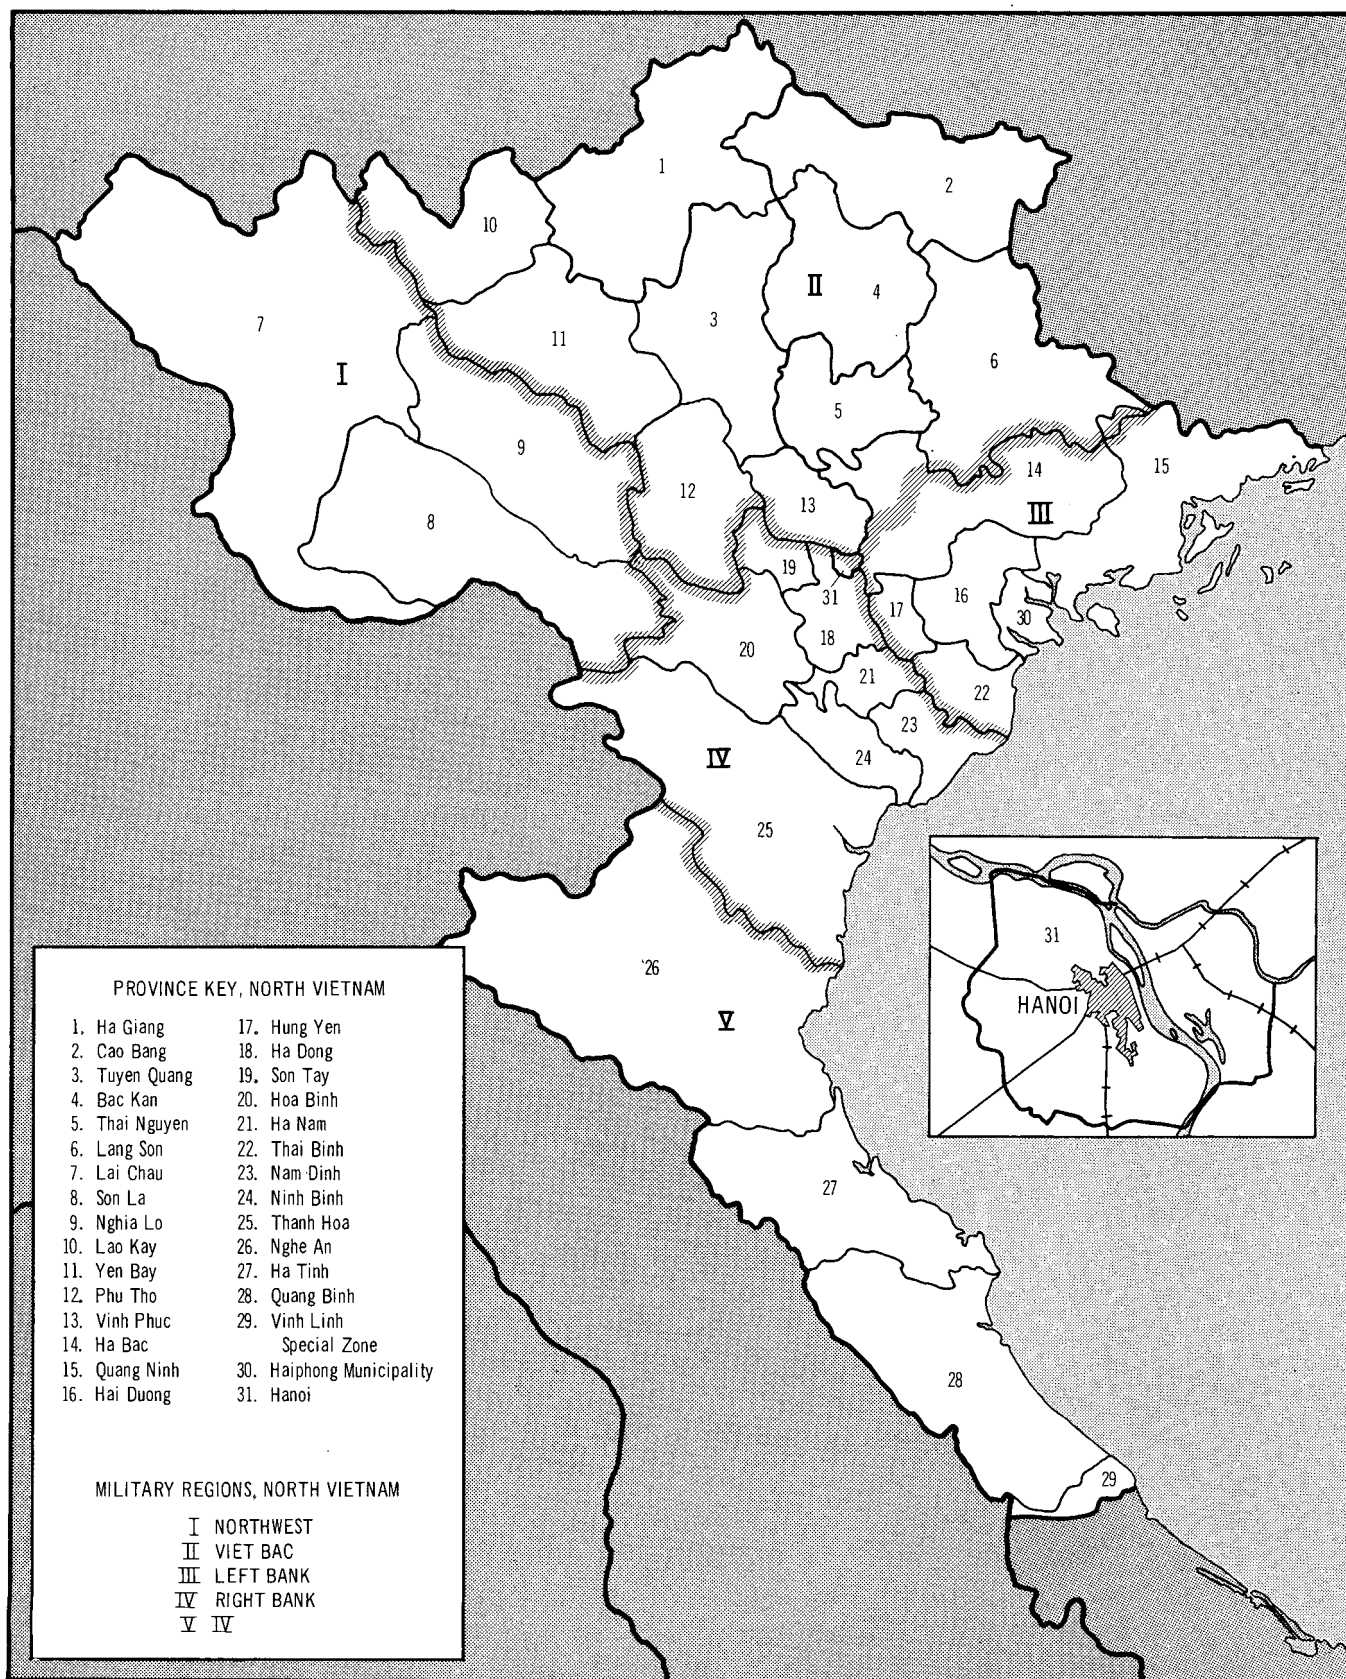 1
2
10
II
4
7
3
11
6
I
5
9
14
15
12
13
8
III
19
31
17
16
30
18
20
21
22
23
IV
24
25
31
HANOI
26
V
27
28
29
PROVINCE KEY, NORTH VIETNAM
1. Ha Giang
2. Cao Bang
3. Tuyen Quang
4. Bac Kan
5. Thai Nguyen
6. Lang Son
7. Lai Chau
8. Son La
9. Nghia Lo
10. Lao Kay
11. Yen Bay
12. Phu Tho
13. Vinh Phuc
14. Ha Bac
15. Quang Ninh
16. Hai Duong
17. Hung Yen
18. Ha Dong
19. Son Tay
20. Hoa Binh
21. Ha Nam
22. Thai Binh
23. Nam Dinh
24. Ninh Binh
25. Thanh Hoa
26. Nghe An
27. Ha Tinh
28. Quang Binh
29. Vinh Linh
Special Zone
30. Haiphong Municipality
31. Hanoi
MILITARY REGIONS, NORTH VIETNAM
I NORTHWEST
II VIET BAC
III LEFT BANK
IV RIGHT BANK
V IV